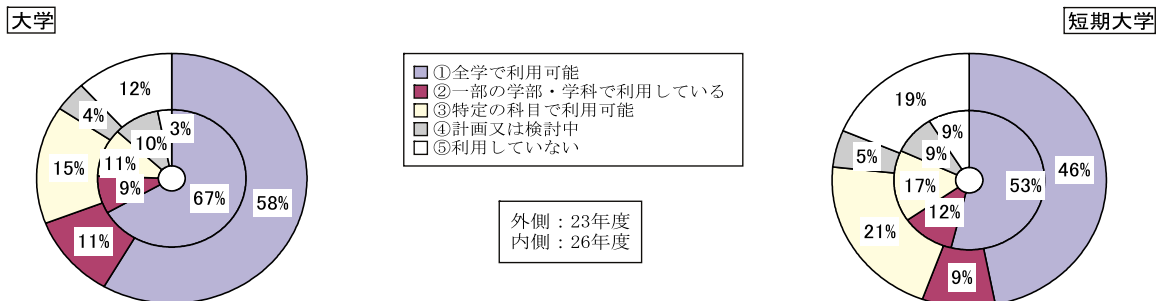 大学
短期大学
①全学で利用可能
②一部の学部・学科で利用している
③特定の科目で利用可能
④計画又は検討中
⑤利用していない
外側：23年度
内側：26年度
12%
4%
3%
10%
15%
11%
9%
67%
58%
11%
19%
9%
5%
9%
46%
17%
53%
12%
21%
9%